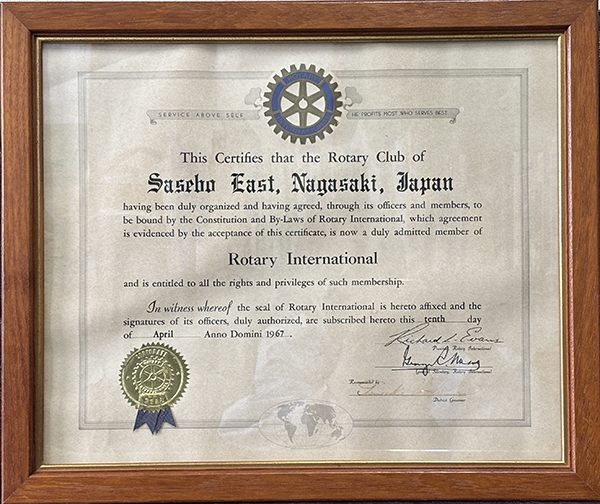 SERVICE ABOVE SELF
HE PROFITS MOST WHO SERVES BEST
This Certifies that the Rotary Club of
Sasebo East, Nagasaki, Japan
having been duly organized and having agreed, through its officers and members, to
be bound by the Constitution and By-Laws of Rotary International, which agreement
is evidenced by the acceptance of this certificate, is now a duly admitted member of
Rotary International
and is entitled to all the rights and privileges of such membership.
In witness whereof the seal of Rotary International is hereto affixed and the
signatures of its officers, duly authorized, are subscribed hereto this tenth day
of April Anno Domini 1967.
Richard L. Evans
President, Rotary International
George R. Means
General Secretary, Rotary International
Recommended by
District Governor